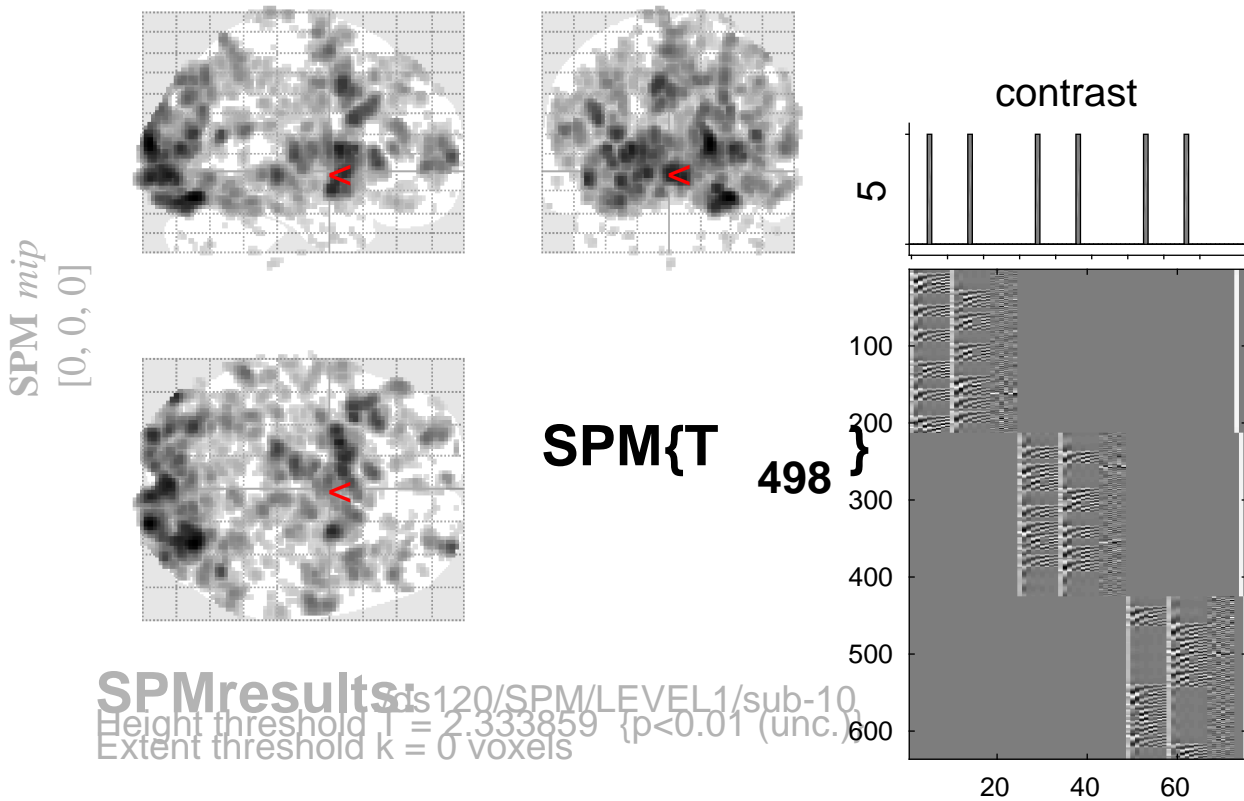 contrast
5
SPM mip
[0, 0, 0]
<
<
<
SPM{T498}
100
200
300
400
500
600
20 40 60
SPMresults: /ds120/SPM/LEVEL1/sub-10
Height threshold T = 2.333859 {p<0.01 (unc.)}
Extent threshold k = 0 voxels